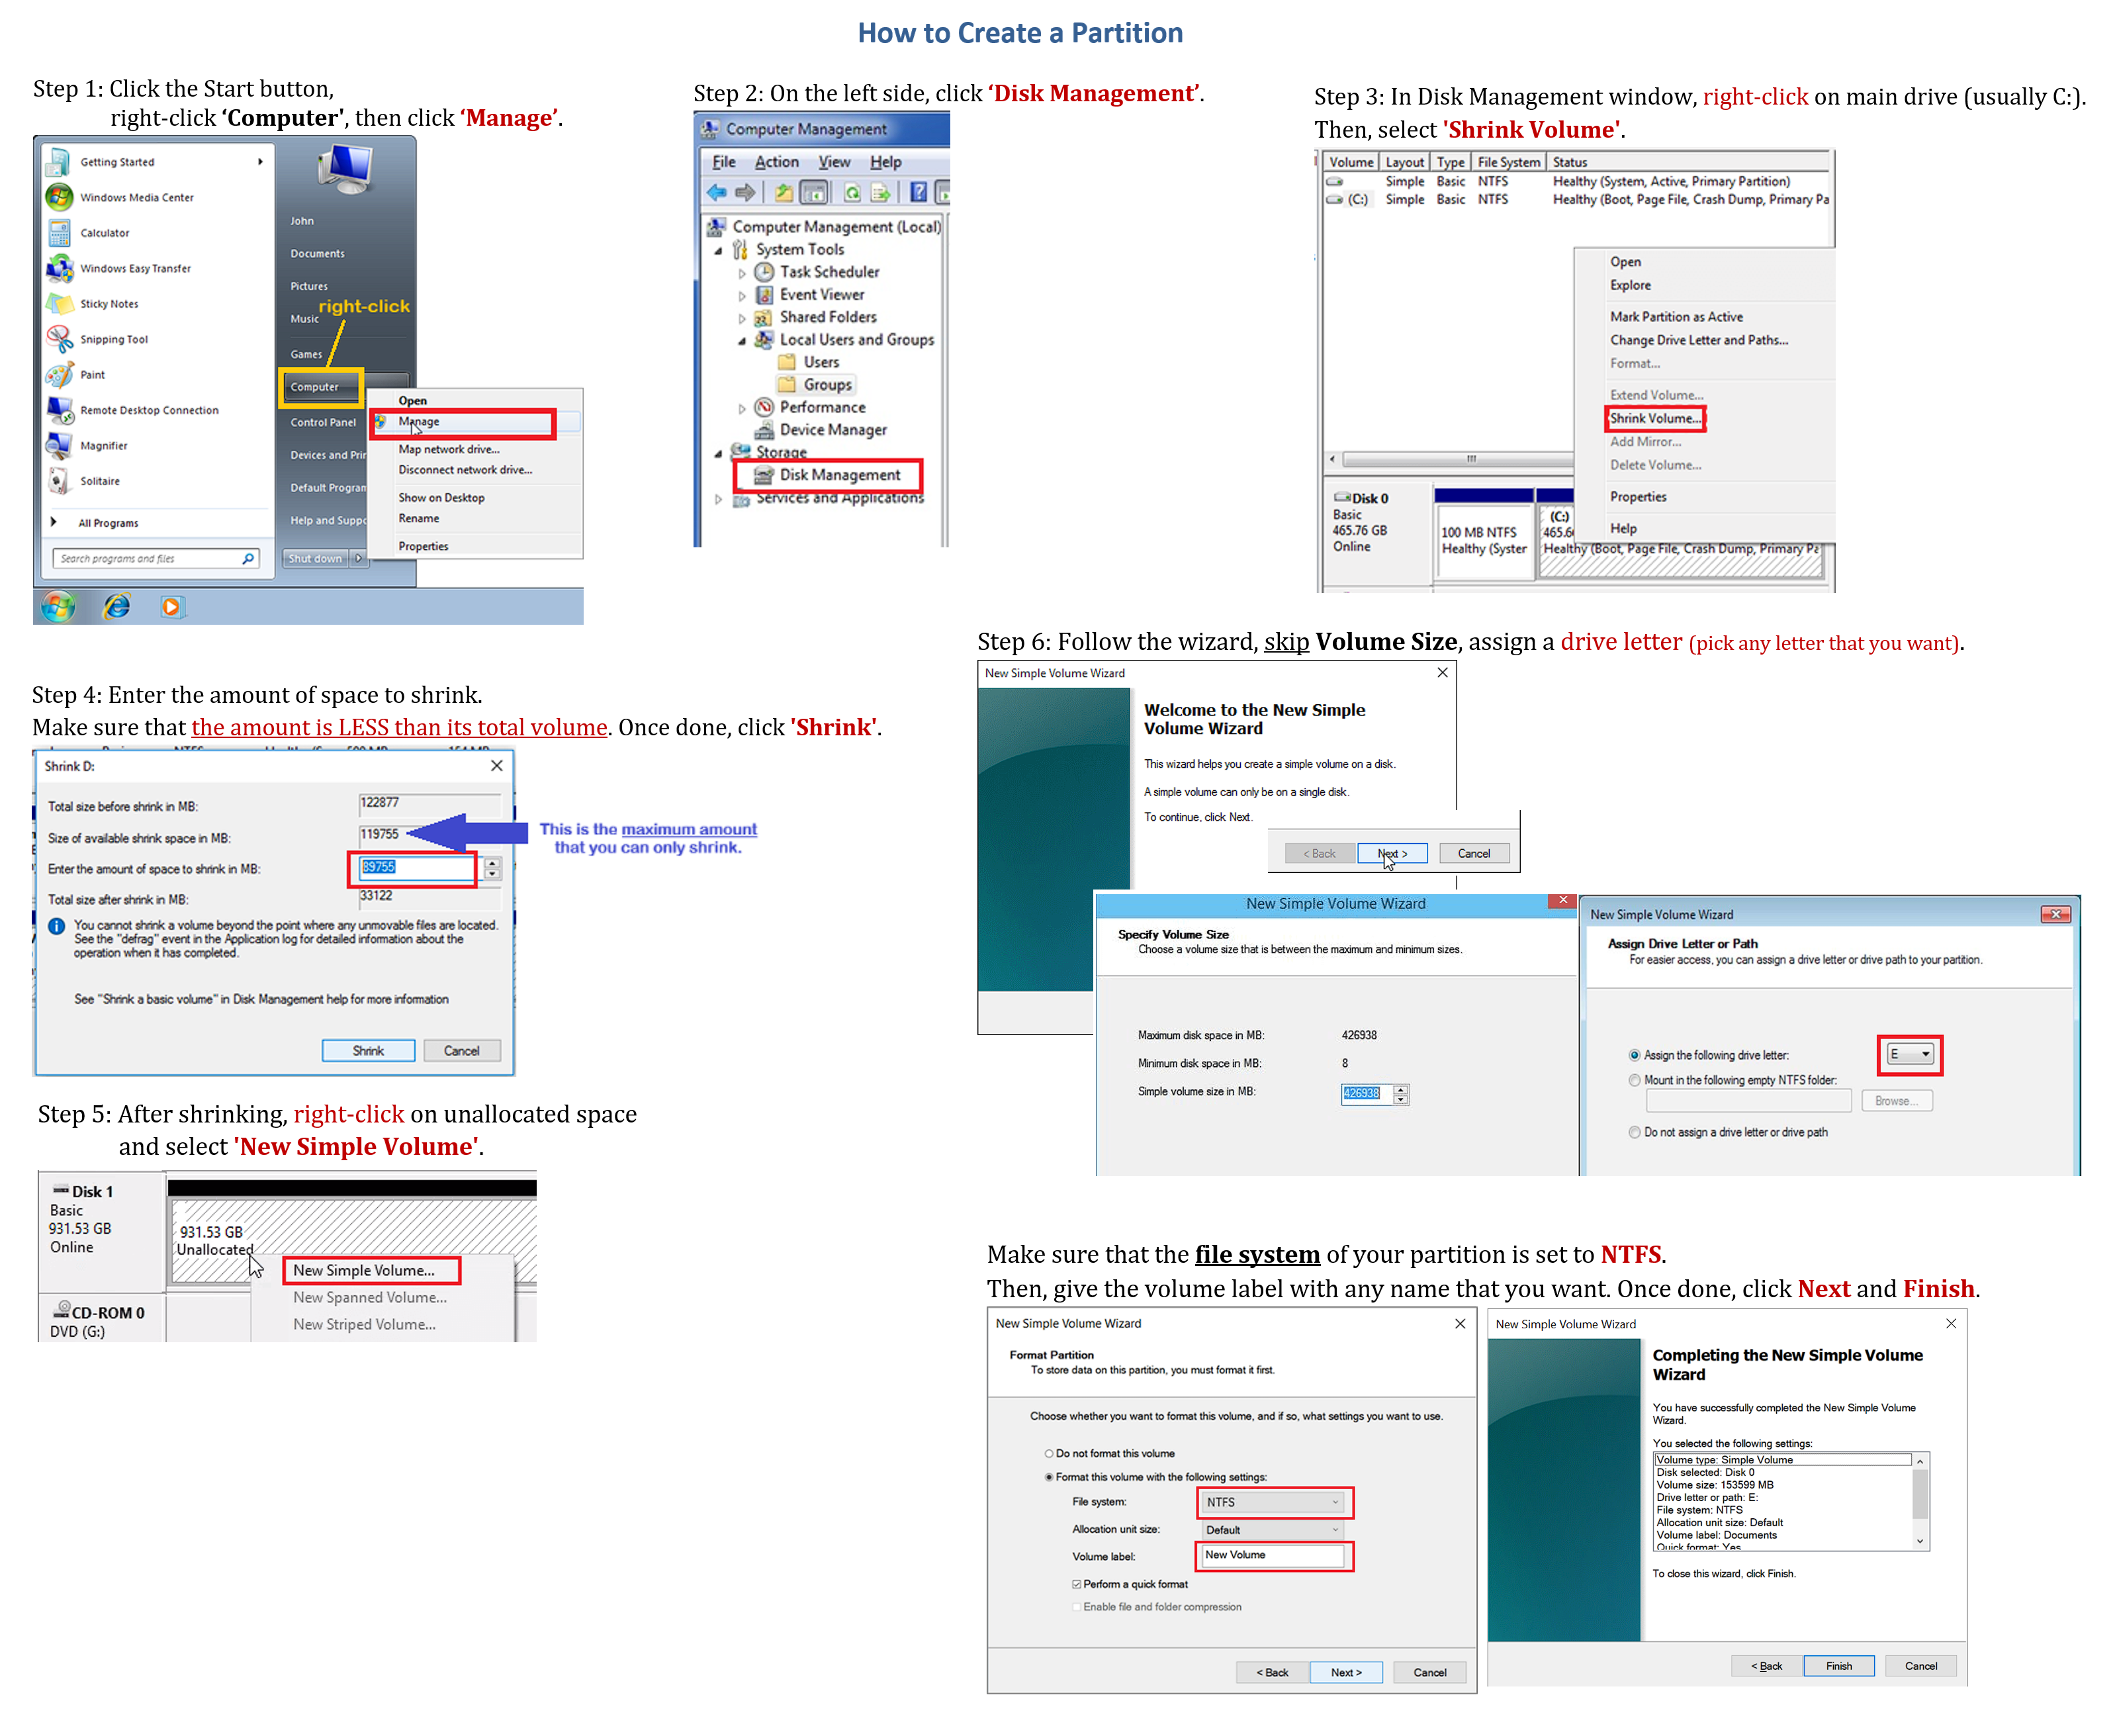 How to Create a Partition
Step 1: Click the Start button,
right-click ‘Computer', then click ‘Manage’.
Getting Started
Windows Media Center
Calculator
Windows Easy Transfer
Sticky Notes
Snipping Tool
Paint
Remote Desktop Connection
Magnifier
Solitaire
All Programs
Search programs and files
John
Documents
Pictures
right-click
Music
Games
Computer
Control Panel
Devices and Prin
Default Program
Help and Suppo
Shut down
Open
Manage
Map network drive...
Disconnect network drive...
Show on Desktop
Rename
Properties
Step 2: On the left side, click ‘Disk Management’.
Computer Management
File Action View Help
Computer Management (Local)
System Tools
Task Scheduler
Event Viewer
Shared Folders
Local Users and Groups
Users
Groups
Performance
Device Manager
Storage
Disk Management
Services and Applications
Step 3: In Disk Management window, right-click on main drive (usually C:).
Then, select 'Shrink Volume'.
Volume Layout Type File System Status
Simple Basic NTFS Healthy (System, Active, Primary Partition)
(C:) Simple Basic NTFS Healthy (Boot, Page File, Crash Dump, Primary Pa
Open
Explore
Mark Partition as Active
Change Drive Letter and Paths...
Format...
Extend Volume...
Shrink Volume...
Add Mirror...
Delete Volume...
Properties
Help
Disk 0
Basic
465.76 GB
Online
100 MB NTFS
Healthy (Syster
(C:)
465.6
Healthy (Boot, Page File, Crash Dump, Primary Pa
Step 4: Enter the amount of space to shrink.
Make sure that the amount is LESS than its total volume. Once done, click 'Shrink'.
Shrink D:
Total size before shrink in MB: 122877
Size of available shrink space in MB: 119755
Enter the amount of space to shrink in MB: 89755
Total size after shrink in MB: 33122
This is the maximum amount
that you can only shrink.
You cannot shrink a volume beyond the point where any unmovable files are located.
See the "defrag" event in the Application log for detailed information about the
operation when it has completed.
See "Shrink a basic volume" in Disk Management help for more information
Shrink Cancel
Step 5: After shrinking, right-click on unallocated space
and select 'New Simple Volume'.
Disk 1
Basic
931.53 GB
Online
931.53 GB
Unallocated
New Simple Volume...
New Spanned Volume...
New Striped Volume...
CD-ROM 0
DVD (G:)
Step 6: Follow the wizard, skip Volume Size, assign a drive letter (pick any letter that you want).
New Simple Volume Wizard
Welcome to the New Simple
Volume Wizard
This wizard helps you create a simple volume on a disk.
A simple volume can only be on a single disk.
To continue, click Next.
< Back Next > Cancel
New Simple Volume Wizard
Specify Volume Size
Choose a volume size that is between the maximum and minimum sizes.
Maximum disk space in MB: 426938
Minimum disk space in MB: 8
Simple volume size in MB: 426938
New Simple Volume Wizard
Assign Drive Letter or Path
For easier access, you can assign a drive letter or drive path to your partition.
Assign the following drive letter: E
Mount in the following empty NTFS folder:
Browse...
Do not assign a drive letter or drive path
Make sure that the file system of your partition is set to NTFS.
Then, give the volume label with any name that you want. Once done, click Next and Finish.
New Simple Volume Wizard
Format Partition
To store data on this partition, you must format it first.
Choose whether you want to format this volume, and if so, what settings you want to use.
Do not format this volume
Format this volume with the following settings:
File system: NTFS
Allocation unit size: Default
Volume label: New Volume
Perform a quick format
Enable file and folder compression
< Back Next > Cancel
New Simple Volume Wizard
Completing the New Simple Volume
Wizard
You have successfully completed the New Simple Volume
Wizard.
You selected the following settings:
Volume type: Simple Volume
Disk selected: Disk 0
Volume size: 153599 MB
Drive letter or path: E:
File system: NTFS
Allocation unit size: Default
Volume label: Documents
Quick format: Yes
To close this wizard, click Finish.
< Back Finish Cancel